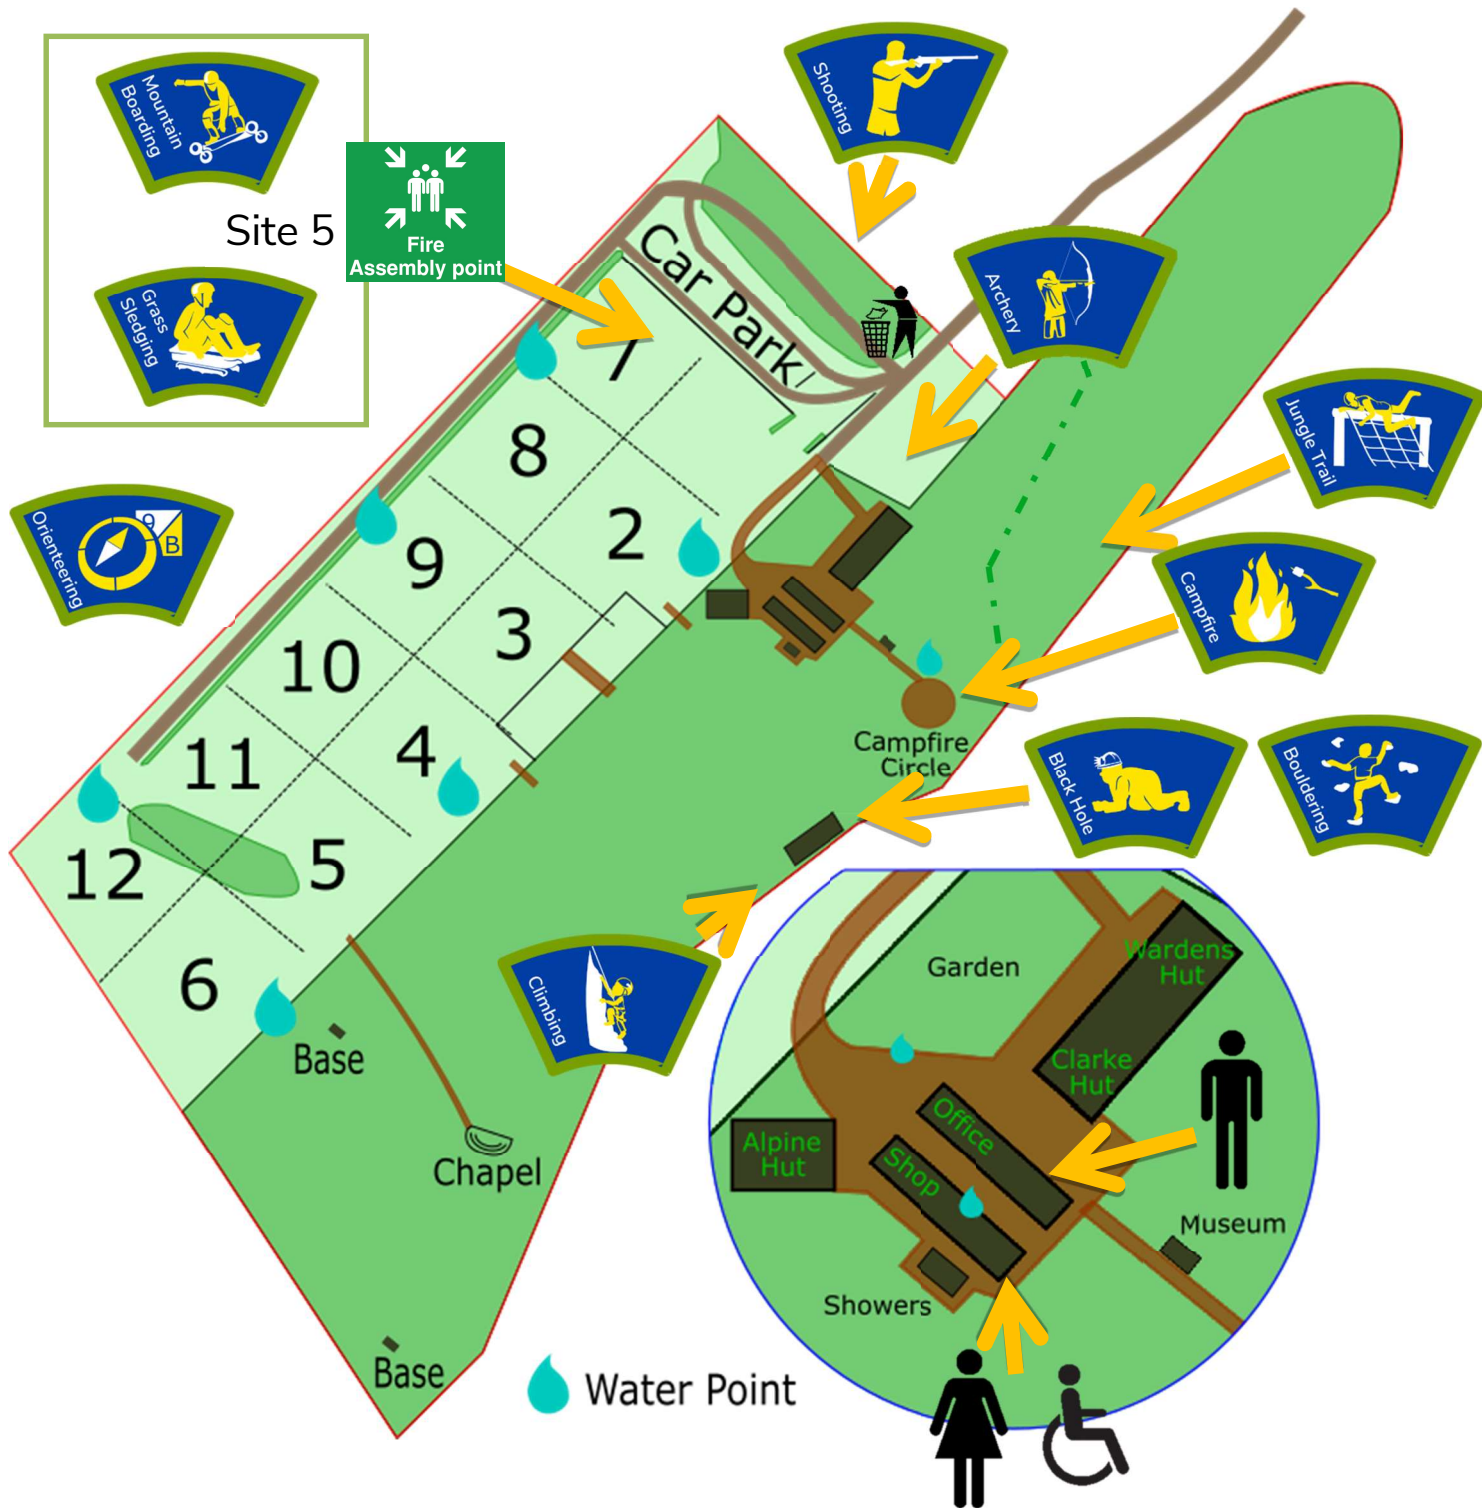 Mountain
Boarding
Site 5
Grass
Sledging
Fire
Assembly point
Shooting
Car Park
Archery
Jungle Trail
Orienteering
9
B
Campfire
7
8
2
9
3
10
4
11
12
5
6
Campfire
Circle
Black Hole
Bouldering
Climbing
Base
Chapel
Base
Garden
Wardens
Hut
Clarke
Hut
Office
Alpine
Hut
Shop
Museum
Showers
Water Point